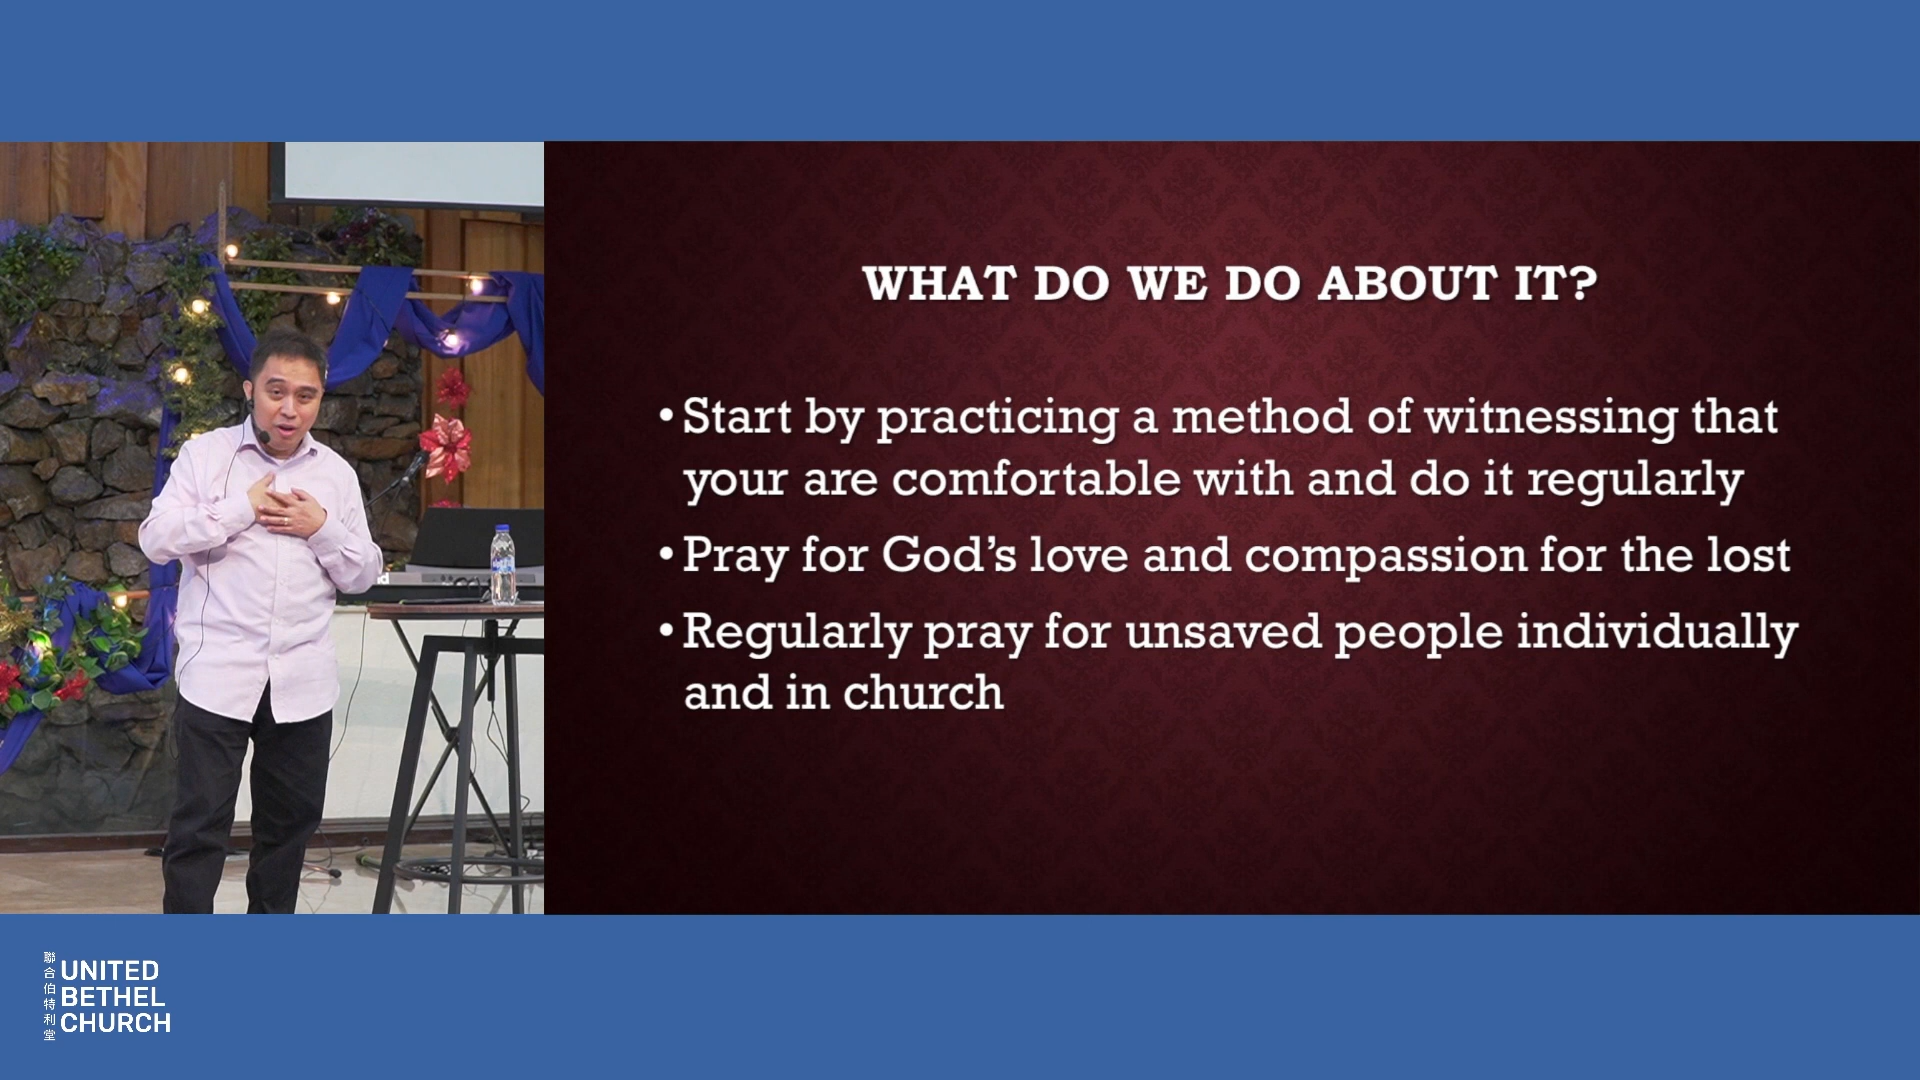 WHAT DO WE DO ABOUT IT?
• Start by practicing a method of witnessing that
your are comfortable with and do it regularly
• Pray for God’s love and compassion for the lost
• Regularly pray for unsaved people individually
and in church
聯合伯特利堂
UNITED
BETHEL
CHURCH